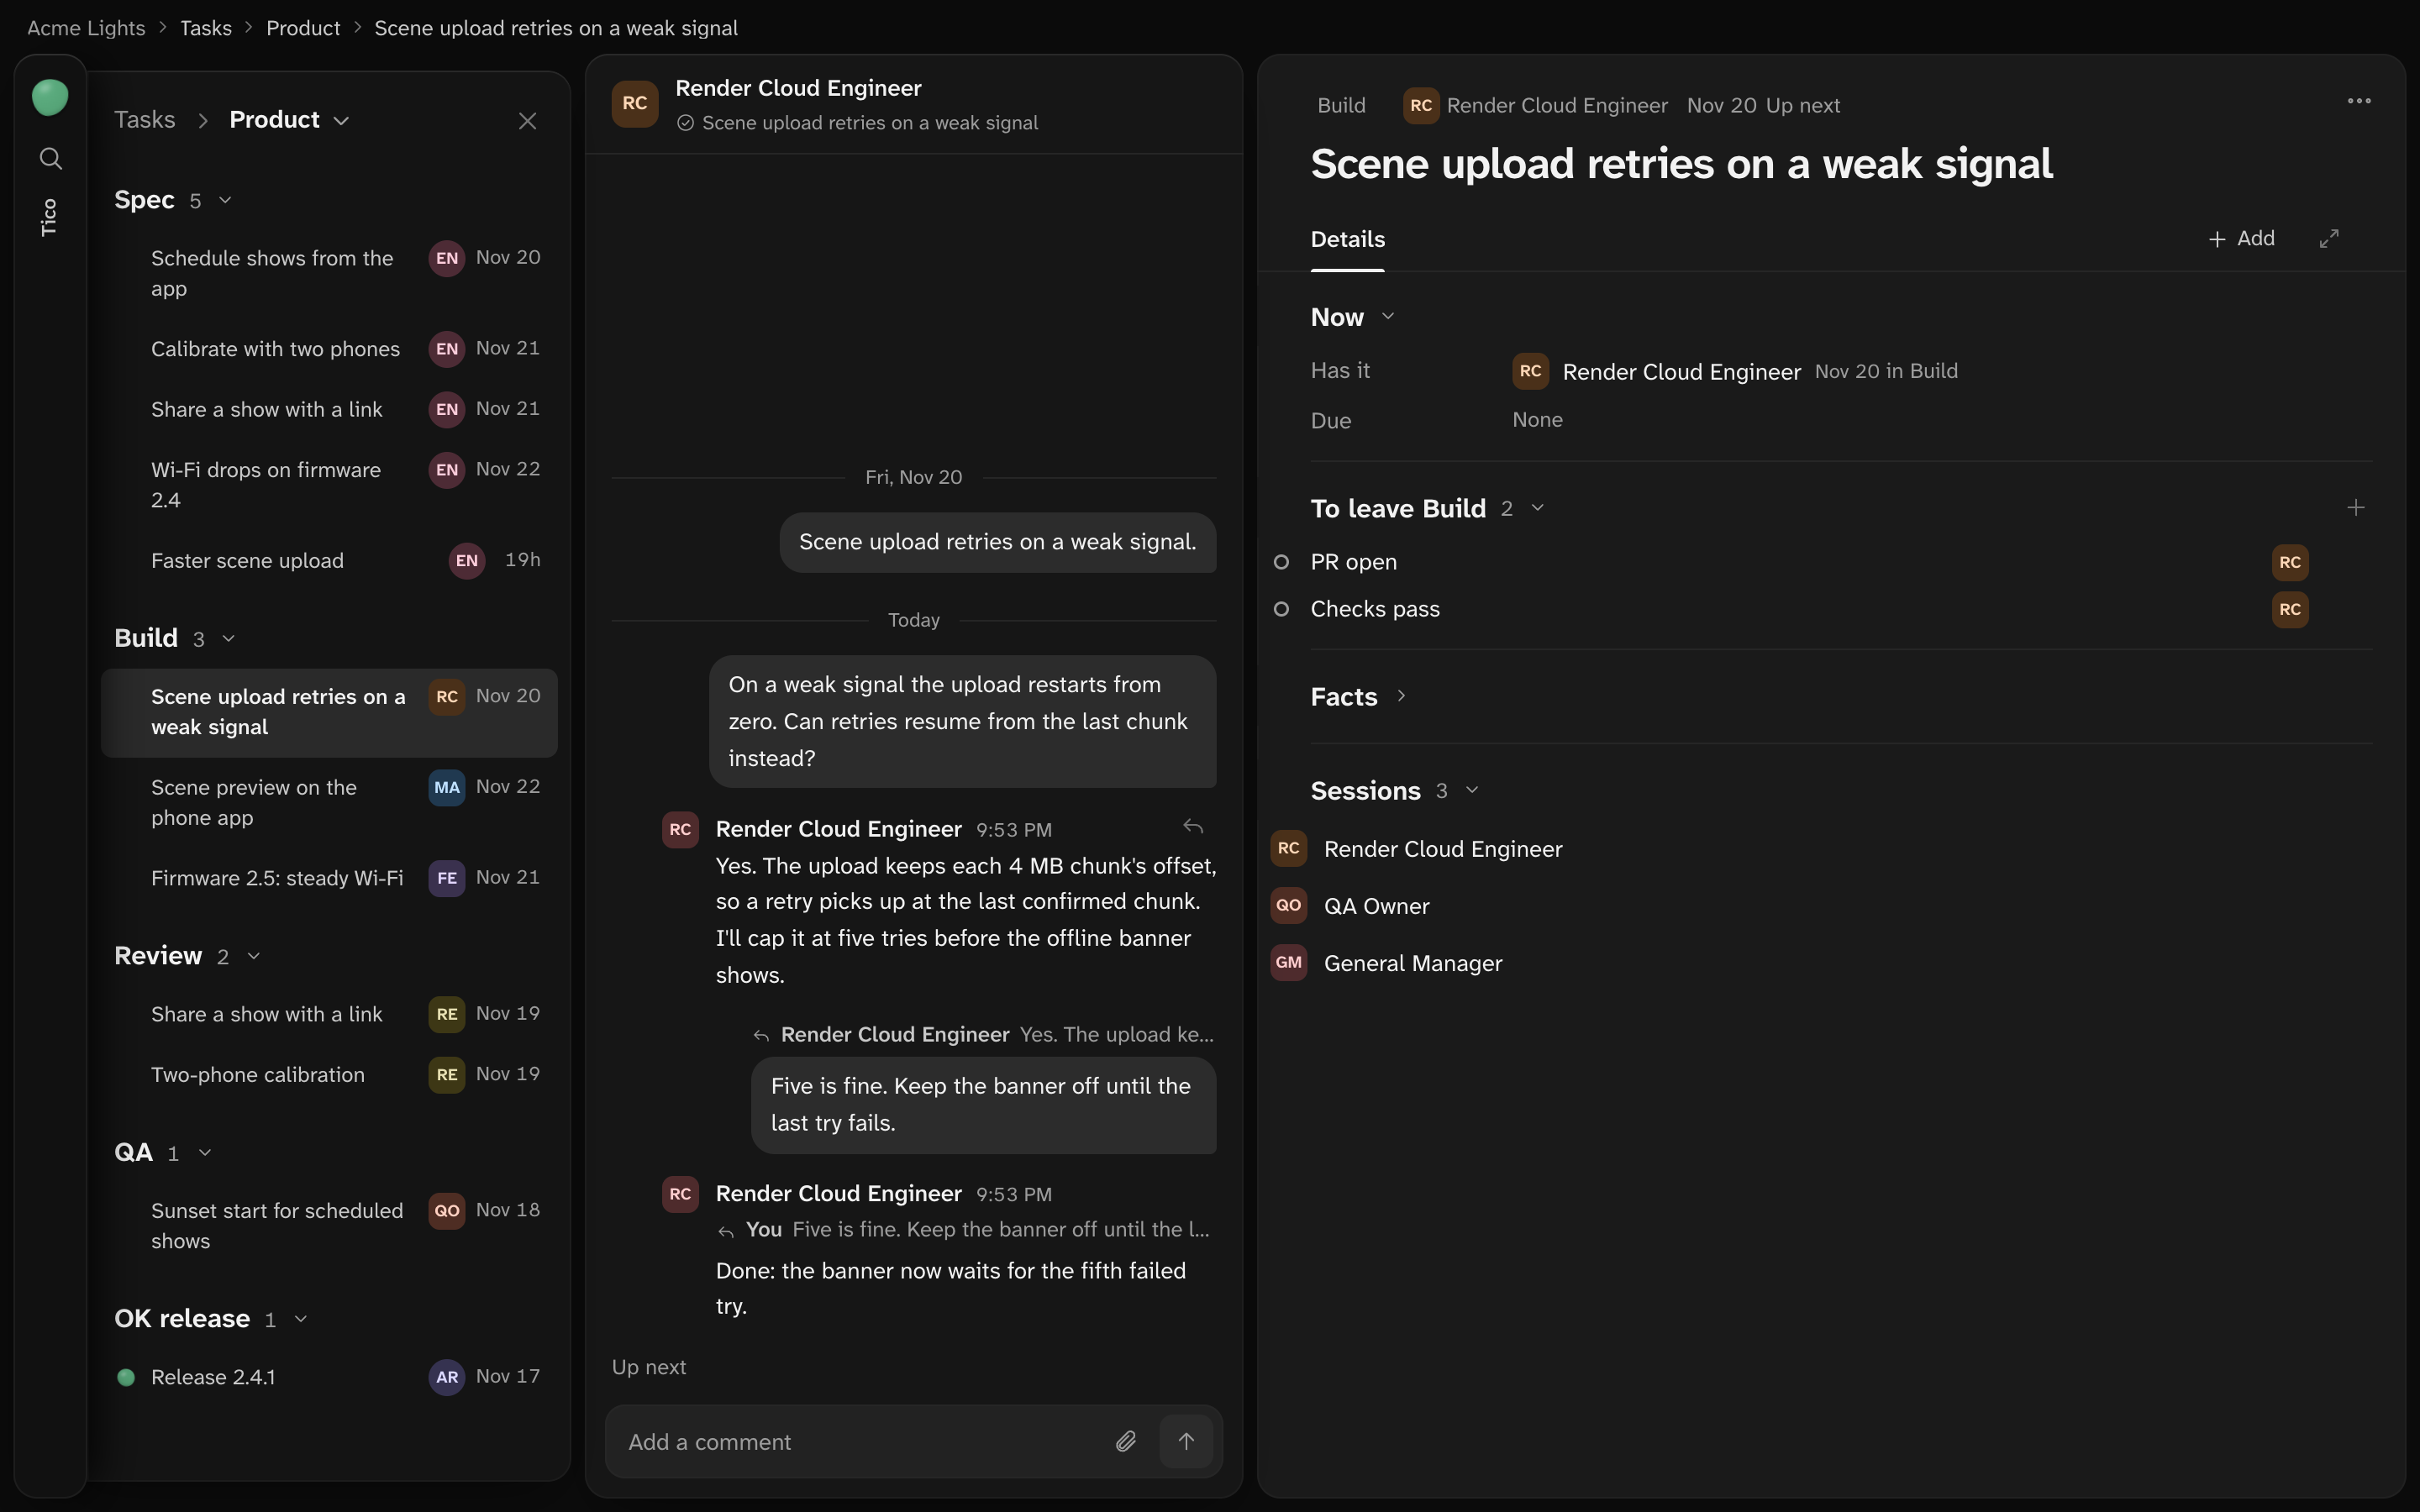 Acme Lights > Tasks > Product > Scene upload retries on a weak signal
Tico
Tasks > Product
Spec 5
Schedule shows from the
app
EN Nov 20
Calibrate with two phones EN Nov 21
Share a show with a link EN Nov 21
Wi-Fi drops on firmware
2.4
EN Nov 22
Faster scene upload EN 19h
Build 3
Scene upload retries on a
weak signal
RC Nov 20
Scene preview on the
phone app
MA Nov 22
Firmware 2.5: steady Wi-Fi FE Nov 21
Review 2
Share a show with a link RE Nov 19
Two-phone calibration RE Nov 19
QA 1
Sunset start for scheduled
shows
QO Nov 18
OK release 1
Release 2.4.1 AR Nov 17
RC Render Cloud Engineer
Scene upload retries on a weak signal
Fri, Nov 20
Scene upload retries on a weak signal.
Today
On a weak signal the upload restarts from
zero. Can retries resume from the last chunk
instead?
RC Render Cloud Engineer 9:53 PM
Yes. The upload keeps each 4 MB chunk's offset,
so a retry picks up at the last confirmed chunk.
I'll cap it at five tries before the offline banner
shows.
Render Cloud Engineer Yes. The upload ke...
Five is fine. Keep the banner off until the
last try fails.
RC Render Cloud Engineer 9:53 PM
You Five is fine. Keep the banner off until the l...
Done: the banner now waits for the fifth failed
try.
Up next
Add a comment
Build RC Render Cloud Engineer Nov 20 Up next
Scene upload retries on a weak signal
Details
Add
Now
Has it RC Render Cloud Engineer Nov 20 in Build
Due None
To leave Build 2
PR open RC
Checks pass RC
Facts
Sessions 3
RC Render Cloud Engineer
QO QA Owner
GM General Manager